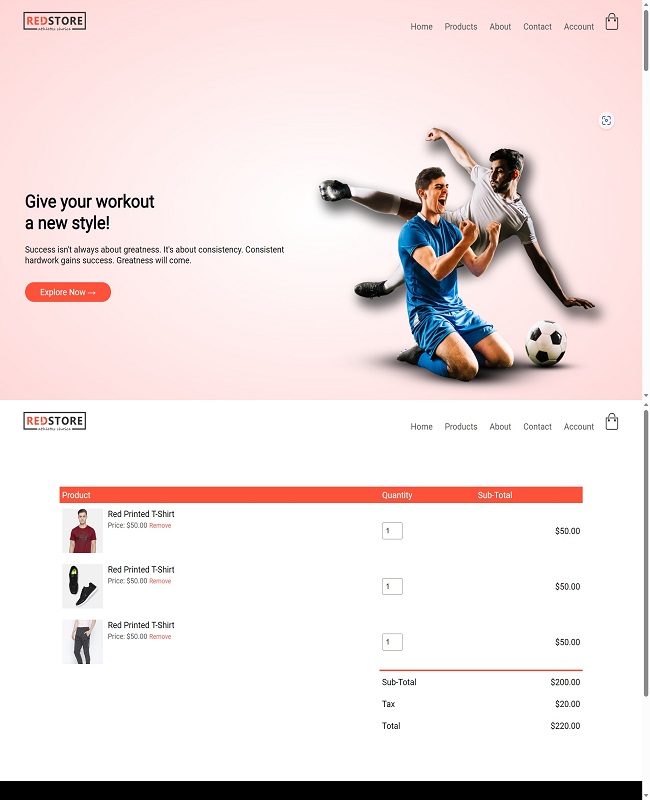 REDSTORE
athletes choice
Home Products About Contact Account
Give your workout
a new style!
Success isn't always about greatness. It's about consistency. Consistent
hardwork gains success. Greatness will come.
Explore Now →
REDSTORE
athletes choice
Home Products About Contact Account
Product Quantity Sub-Total
Red Printed T-Shirt
Price: $50.00 Remove
1 $50.00
Red Printed T-Shirt
Price: $50.00 Remove
1 $50.00
Red Printed T-Shirt
Price: $50.00 Remove
1 $50.00
Sub-Total $200.00
Tax $20.00
Total $220.00